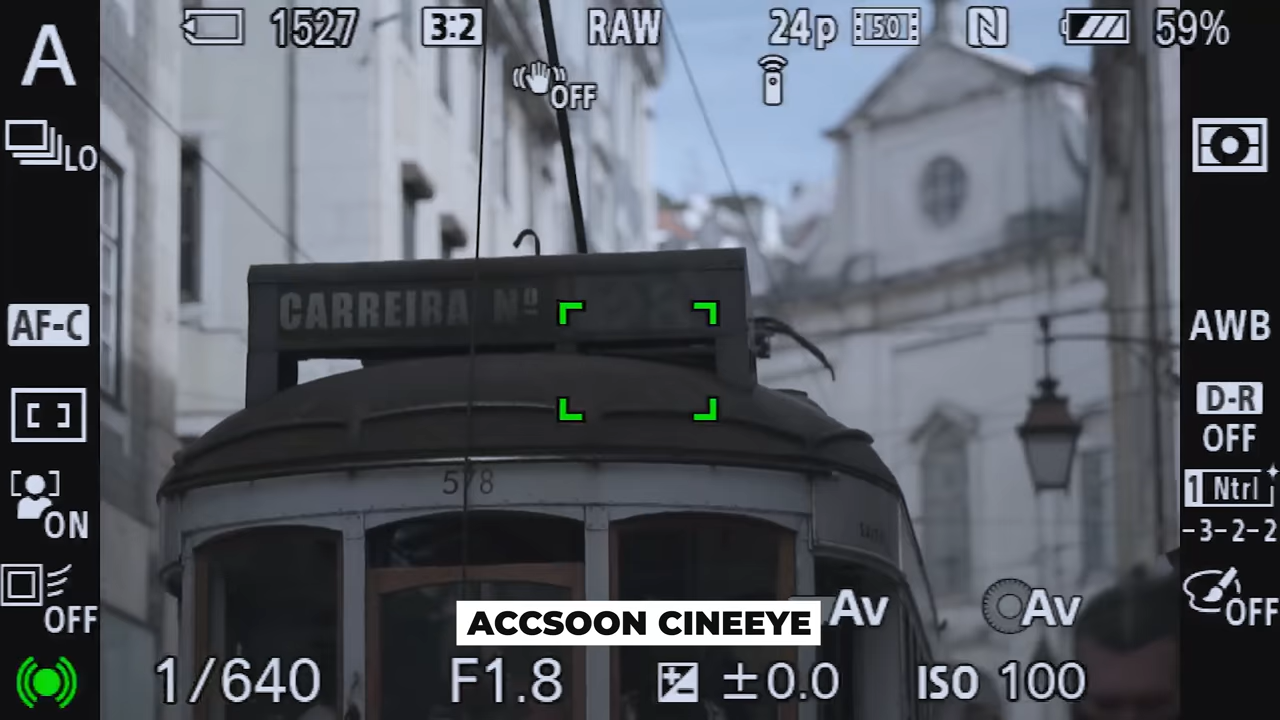 A 1527 3:2 RAW 24p 50 N 59%
OFF
LO
CARREIRA Nº
AF-C
AWB
D-R
OFF
578
1 Ntrl
ON
-3-2-2
OFF
Av Av
OFF
ACCSOON CINEEYE
1/640 F1.8 ±0.0 ISO 100